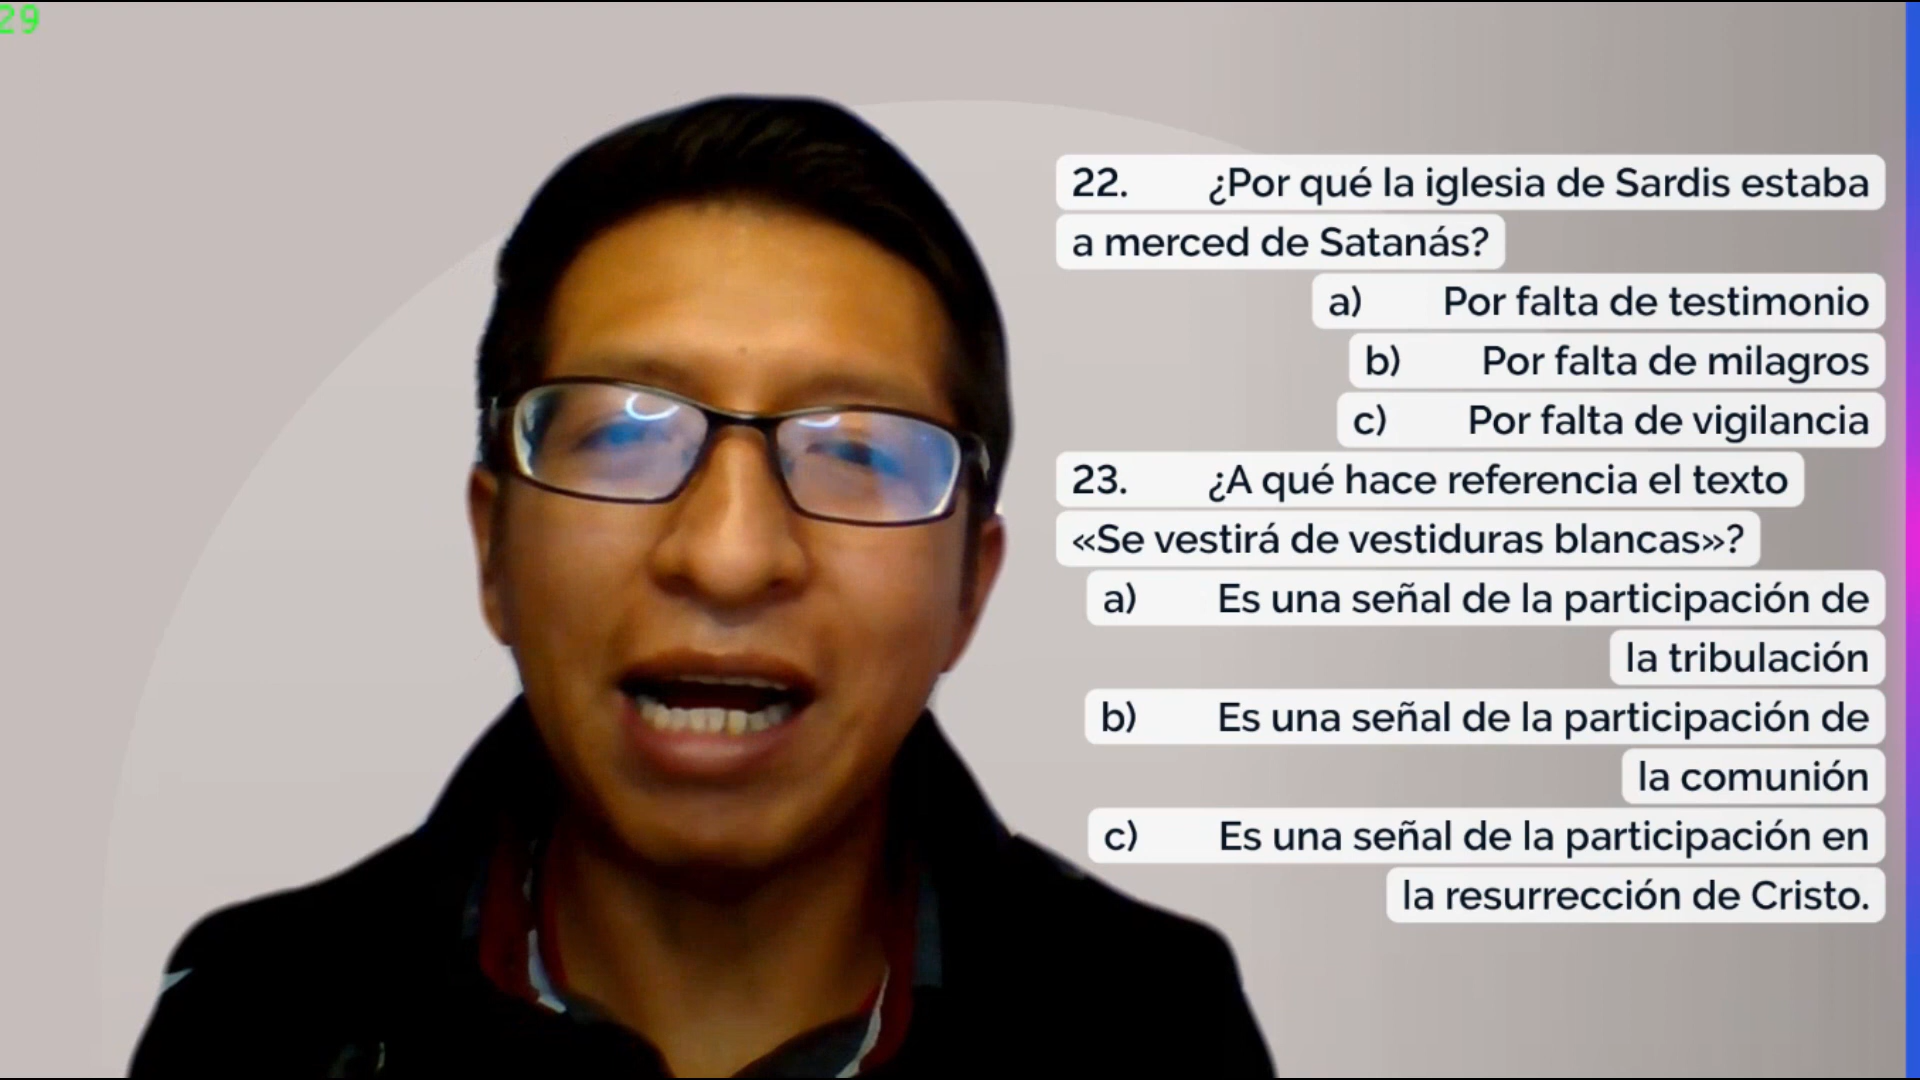 29
22. ¿Por qué la iglesia de Sardis estaba
a merced de Satanás?
a) Por falta de testimonio
b) Por falta de milagros
c) Por falta de vigilancia
23. ¿A qué hace referencia el texto
«Se vestirá de vestiduras blancas»?
a) Es una señal de la participación de
la tribulación
b) Es una señal de la participación de
la comunión
c) Es una señal de la participación en
la resurrección de Cristo.